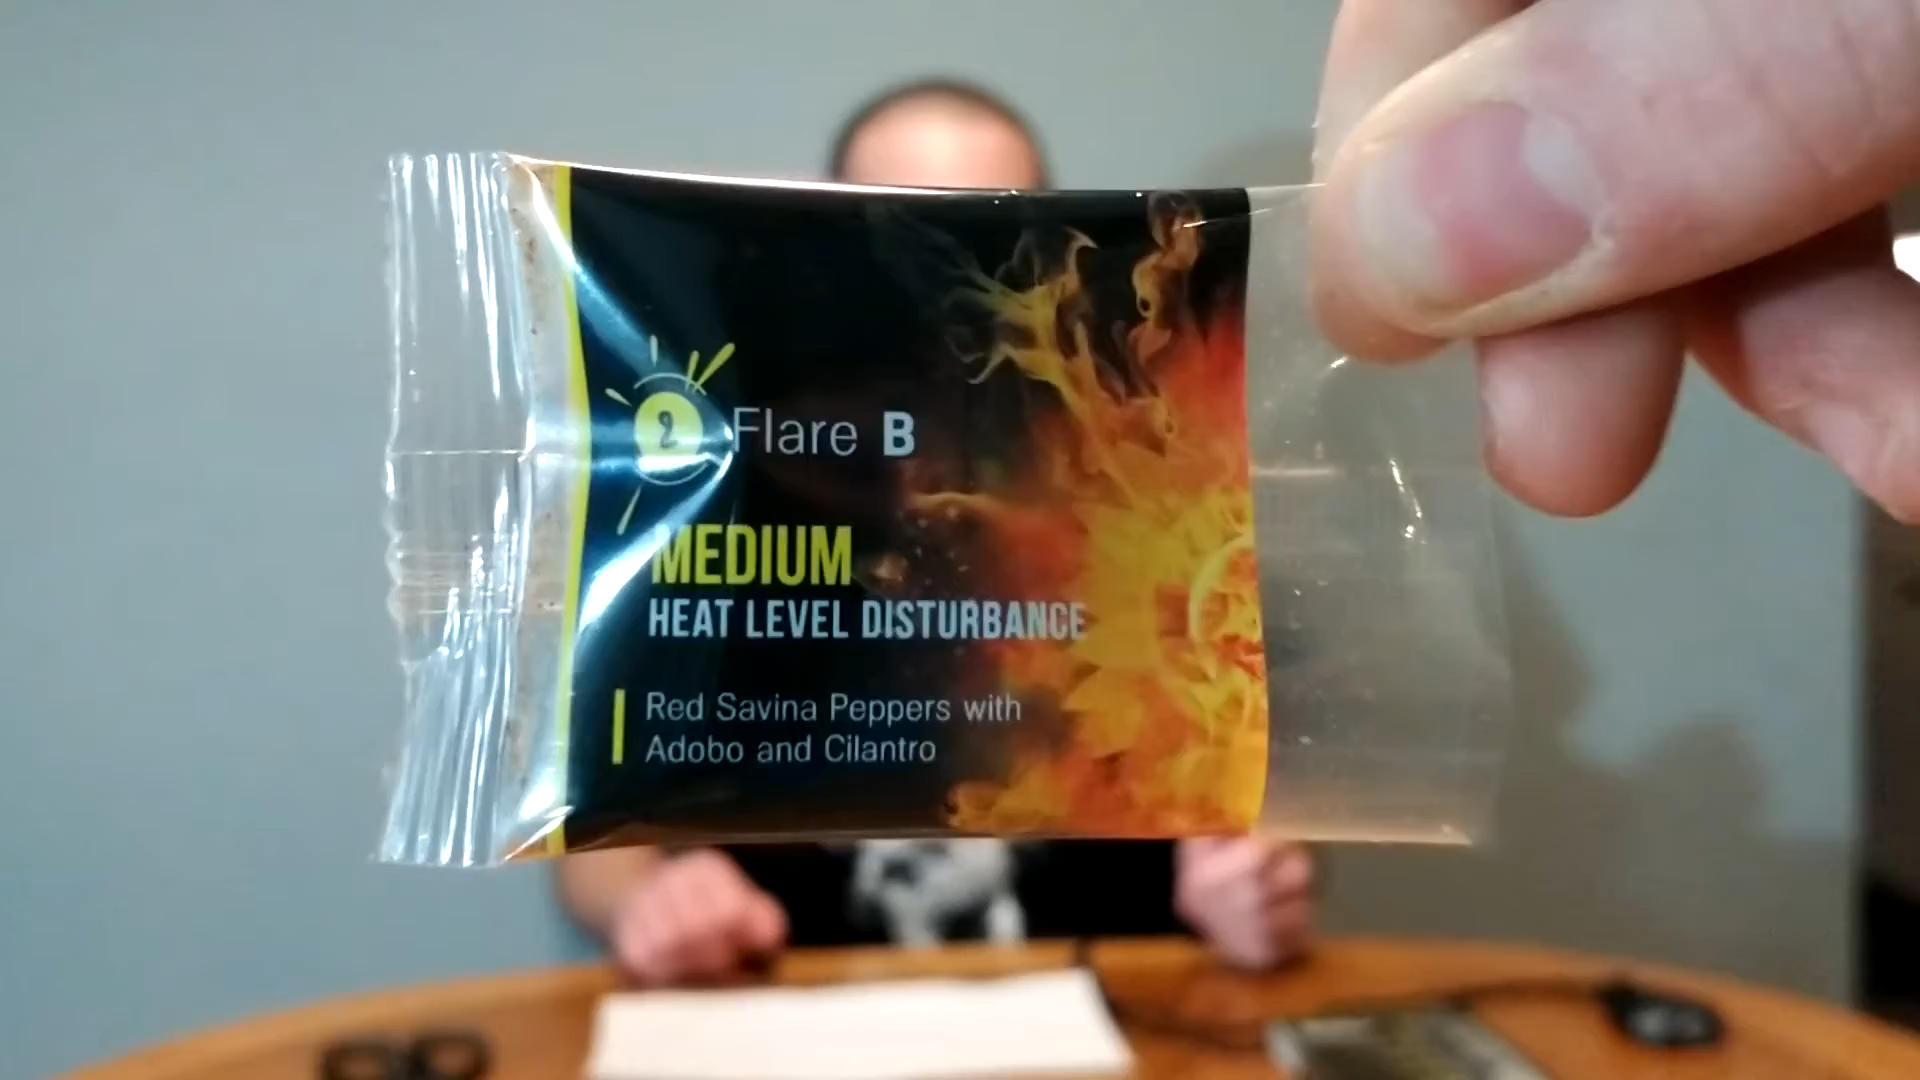 2 Flare B
MEDIUM
HEAT LEVEL DISTURBANCE
Red Savina Peppers with
Adobo and Cilantro